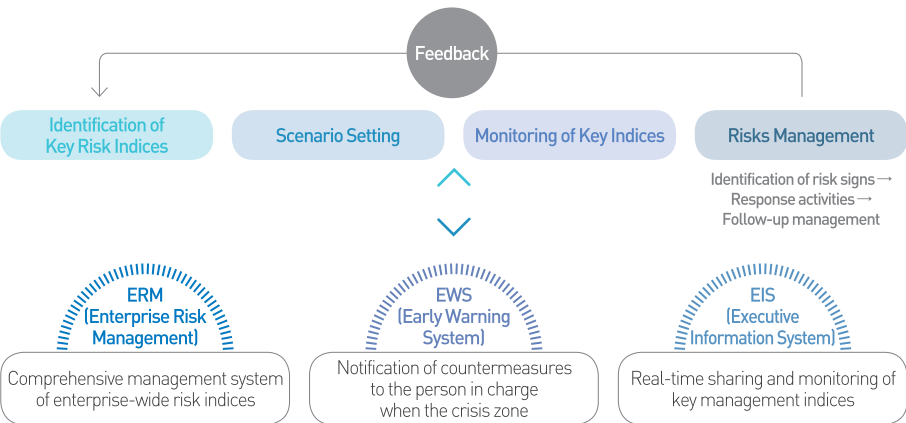 Feedback
Identification of
Key Risk Indices
Scenario Setting
Monitoring of Key Indices
Risks Management
Identification of risk signs→
Response activities→
Follow-up management
ERM
(Enterprise Risk
Management)
Comprehensive management system
of enterprise-wide risk indices
EWS
(Early Warning
System)
Notification of countermeasures
to the person in charge
when the crisis zone
EIS
(Executive
Information System)
Real-time sharing and monitoring of
key management indices